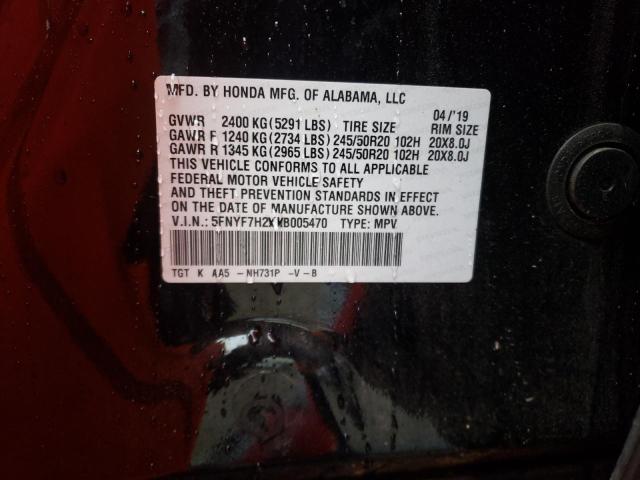 MFD. BY HONDA MFG. OF ALABAMA, LLC
04/'19
GVWR 2400 KG(5291 LBS) TIRE SIZE RIM SIZE
GAWR F 1240 KG(2734 LBS)245/50R20 102H 20X8.0J
GAWR R 1345 KG(2965 LBS)245/50R20 102H 20X8.0J
THIS VEHICLE CONFORMS TO ALL APPLICABLE
FEDERAL MOTOR VEHICLE SAFETY
AND THEFT PREVENTION STANDARDS IN EFFECT
ON THE DATE OF MANUFACTURE SHOWN ABOVE.
V.I.N.: TYPE: MPV
TGT K AA5 -NH731P -V-B